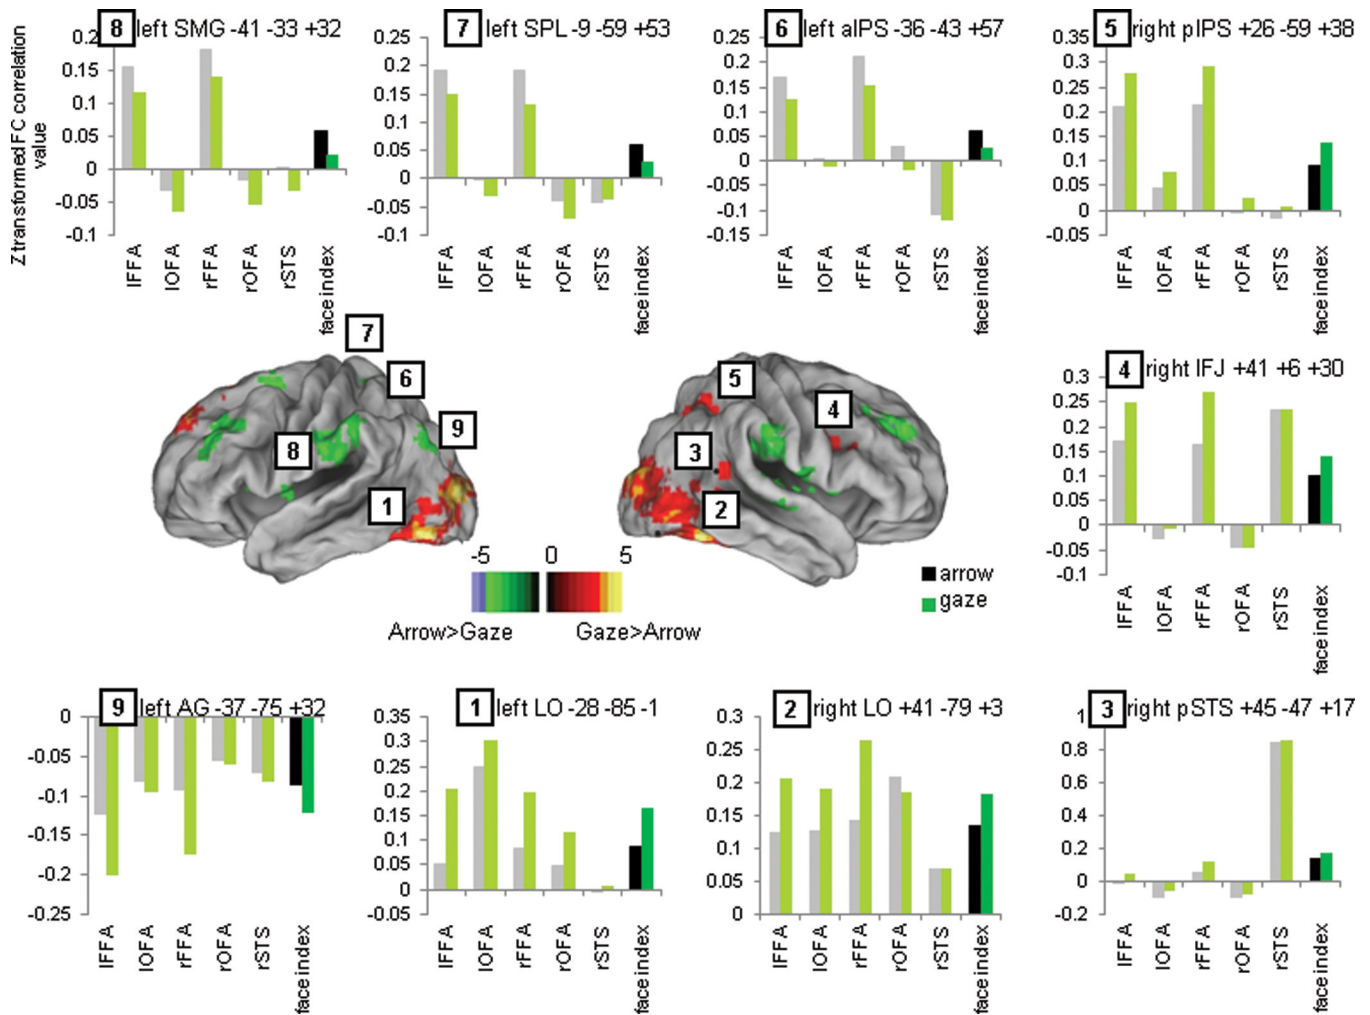 8 left SMG -41 -33 +32
7 left SPL -9 -59 +53
6 left aIPS -36 -43 +57
5 right pIPS +26 -59 +38
Z transformed FC correlation
value
0.2
0.15
0.1
0.05
0
-0.05
-0.1
lFFA
lOFA
rFFA
rOFA
rSTS
face index
0.25
0.2
0.15
0.1
0.05
0
-0.05
-0.1
lFFA
lOFA
rFFA
rOFA
rSTS
face index
0.25
0.2
0.15
0.1
0.05
0
-0.05
-0.1
-0.15
lFFA
lOFA
rFFA
rOFA
rSTS
face index
0.35
0.3
0.25
0.2
0.15
0.1
0.05
0
-0.05
lFFA
lOFA
rFFA
rOFA
rSTS
face index
7
6
9
8
1
5
4
3
2
-5 0 5
Arrow>Gaze Gaze>Arrow
arrow
gaze
4 right IFJ +41 +6 +30
0.3
0.25
0.2
0.15
0.1
0.05
0
-0.05
-0.1
lFFA
lOFA
rFFA
rOFA
rSTS
face index
9 left AG -37 -75 +32
0
-0.05
-0.1
-0.15
-0.2
-0.25
lFFA
lOFA
rFFA
rOFA
rSTS
face index
1 left LO -28 -85 -1
0.35
0.3
0.25
0.2
0.15
0.1
0.05
0
-0.05
lFFA
lOFA
rFFA
rOFA
rSTS
face index
2 right LO +41 -79 +3
0.3
0.25
0.2
0.15
0.1
0.05
0
lFFA
lOFA
rFFA
rOFA
rSTS
face index
3 right pSTS +45 -47 +17
1
0.8
0.6
0.4
0.2
0
-0.2
lFFA
lOFA
rFFA
rOFA
rSTS
face index